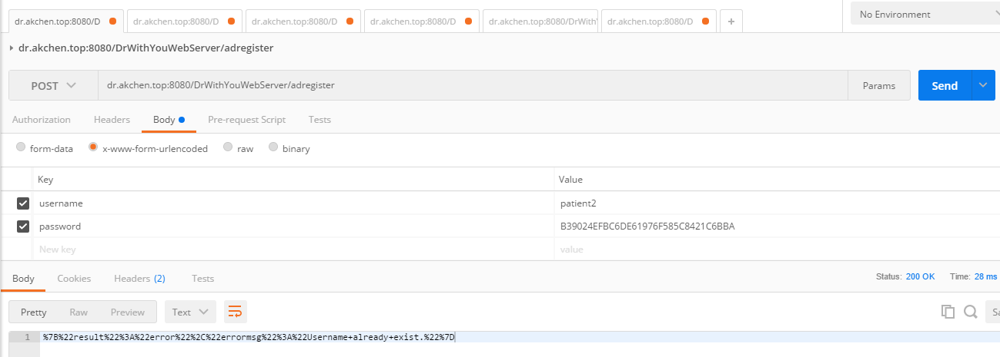 dr.akchen.top:8080/D dr.akchen.top:8080/D dr.akchen.top:8080/D dr.akchen.top:8080/D dr.akchen.top:8080/DrWithY dr.akchen.top:8080/D + No Environment
dr.akchen.top:8080/DrWithYouWebServer/adregister
POST dr.akchen.top:8080/DrWithYouWebServer/adregister Params Send
Authorization Headers Body Pre-request Script Tests
form-data x-www-form-urlencoded raw binary
Key Value
username patient2
password B39024EFBC6DE61976F585C8421C6BBA
New key value
Body Cookies Headers (2) Tests Status: 200 OK Time: 28 ms
Pretty Raw Preview Text Sa
1 %7B%22result%22%3A%22error%22%2C%22errormsg%22%3A%22Username+already+exist.%22%7D